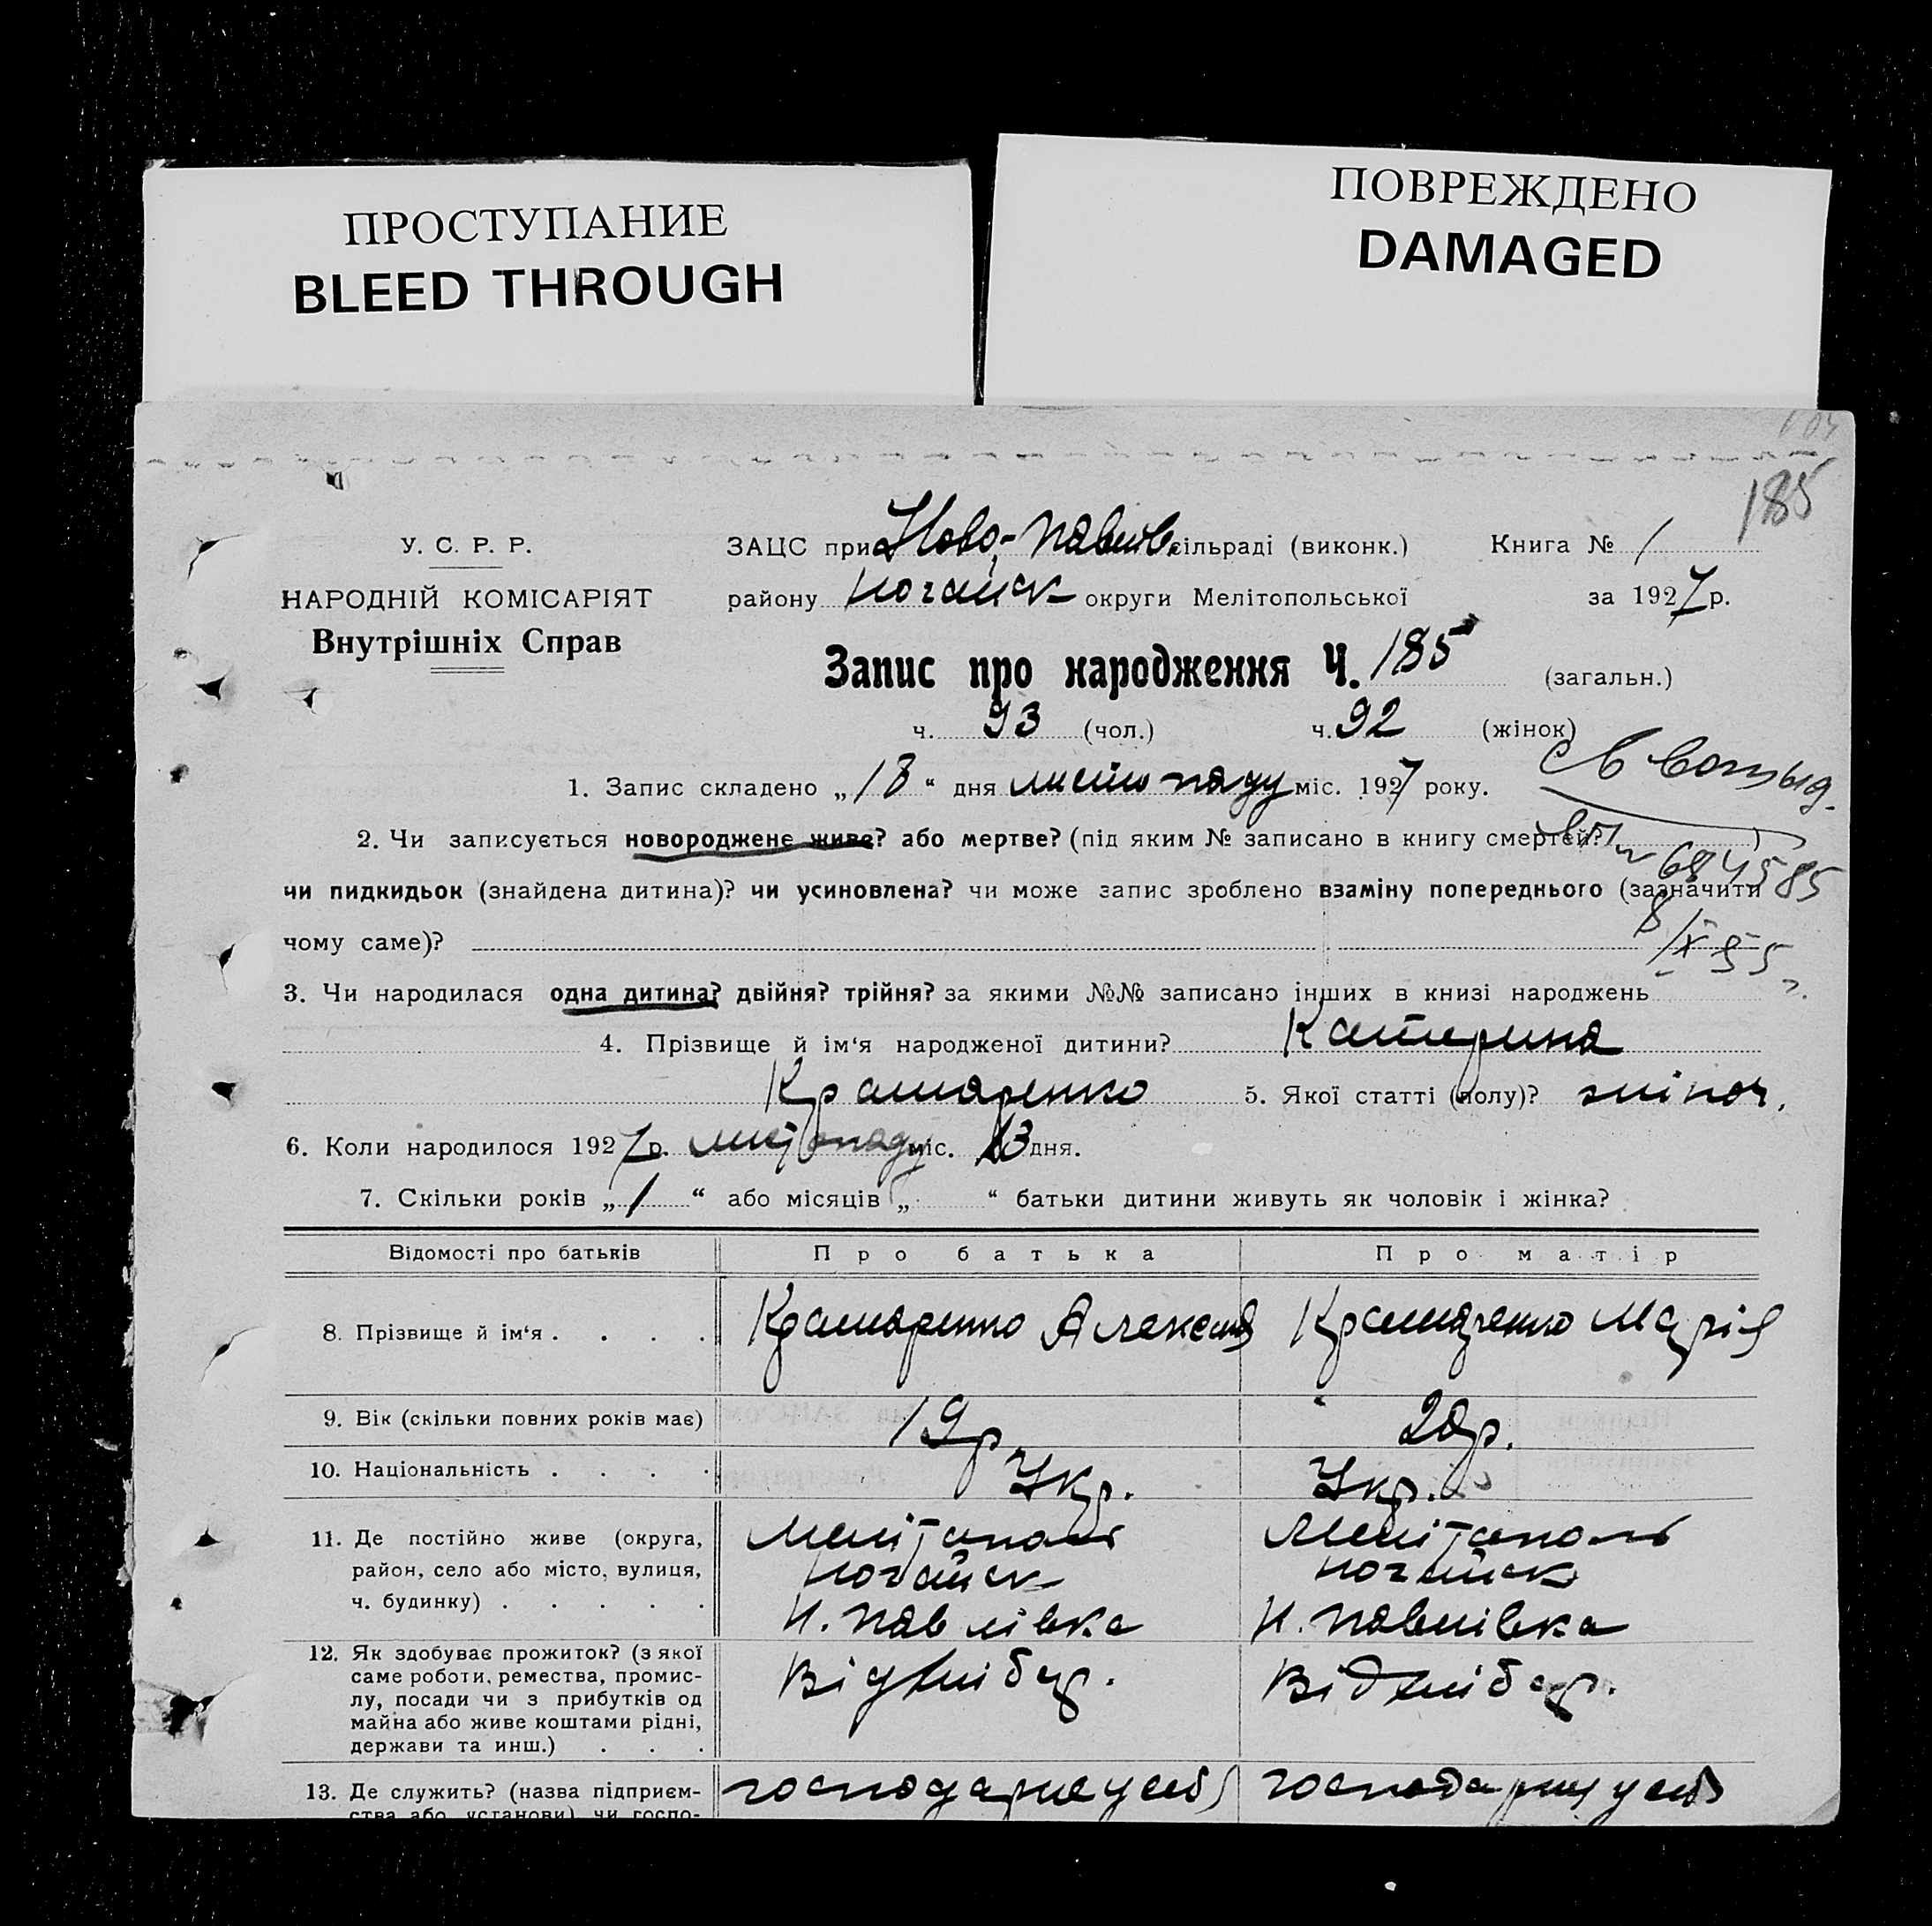 ПРОСТУПАНИЕ
BLEED THROUGH
ПОВРЕЖДЕНО
DAMAGED
185
У. С. Р. Р.
НАРОДНІЙ КОМІСАРІЯТ
Внутрішніх Справ
ЗАЦС при Ново-Павлів. сільраді (виконк.) Книга № 1
району Ногайск округи Мелітопольської за 1927 р.
Запис про народження Ч. 185 (загальн.)
ч. 93 (чол.) ч. 92 (жінок)
1. Запис складено „18“ дня листопаду міс. 1927 року.
2. Чи записується новороджене живе? або мертве? (під яким № записано в книгу смертей? )
чи пидкидьок (знайдена дитина)? чи усиновлена? чи може запис зроблено взаміну попереднього (зазначити
чому саме)?
3. Чи народилася одна дитина? двійня? трійня? за якими №№ записано інших в книзі народжень
4. Прізвище й ім‘я народженої дитини? Катерина
Крамаренко 5. Якої статті (полу)? жіноч.
6. Коли народилося 1927 р. листопаду міс. 13 дня.
7. Скільки років „1“ або місяців „ “ батьки дитини живуть як чоловік і жінка?
Відомості про батьків Про батька Про матір
8. Прізвище й ім‘я . . . . Крамаренко Крамаренко Марія
9. Вік (скільки повних років має) 19 р. 20 р.
10. Національність . . . . Укр. Укр.
11. Де постійно живе (округа, Мелітополь Мелітополь
район, село або місто, вулиця, Ногайск Ногайск
ч. будинку) . . . . . Н. Павлівка Н. Павлівка
12. Як здобуває прожиток? (з якої
саме роботи, ремества, промис- Від хлібор. Від хлібор.
лу, посади чи з прибутків од
майна або живе коштами рідні,
держави та инш.) . . .
13. Де служить? (назва підприєм-
ства або установи) чи госпо-